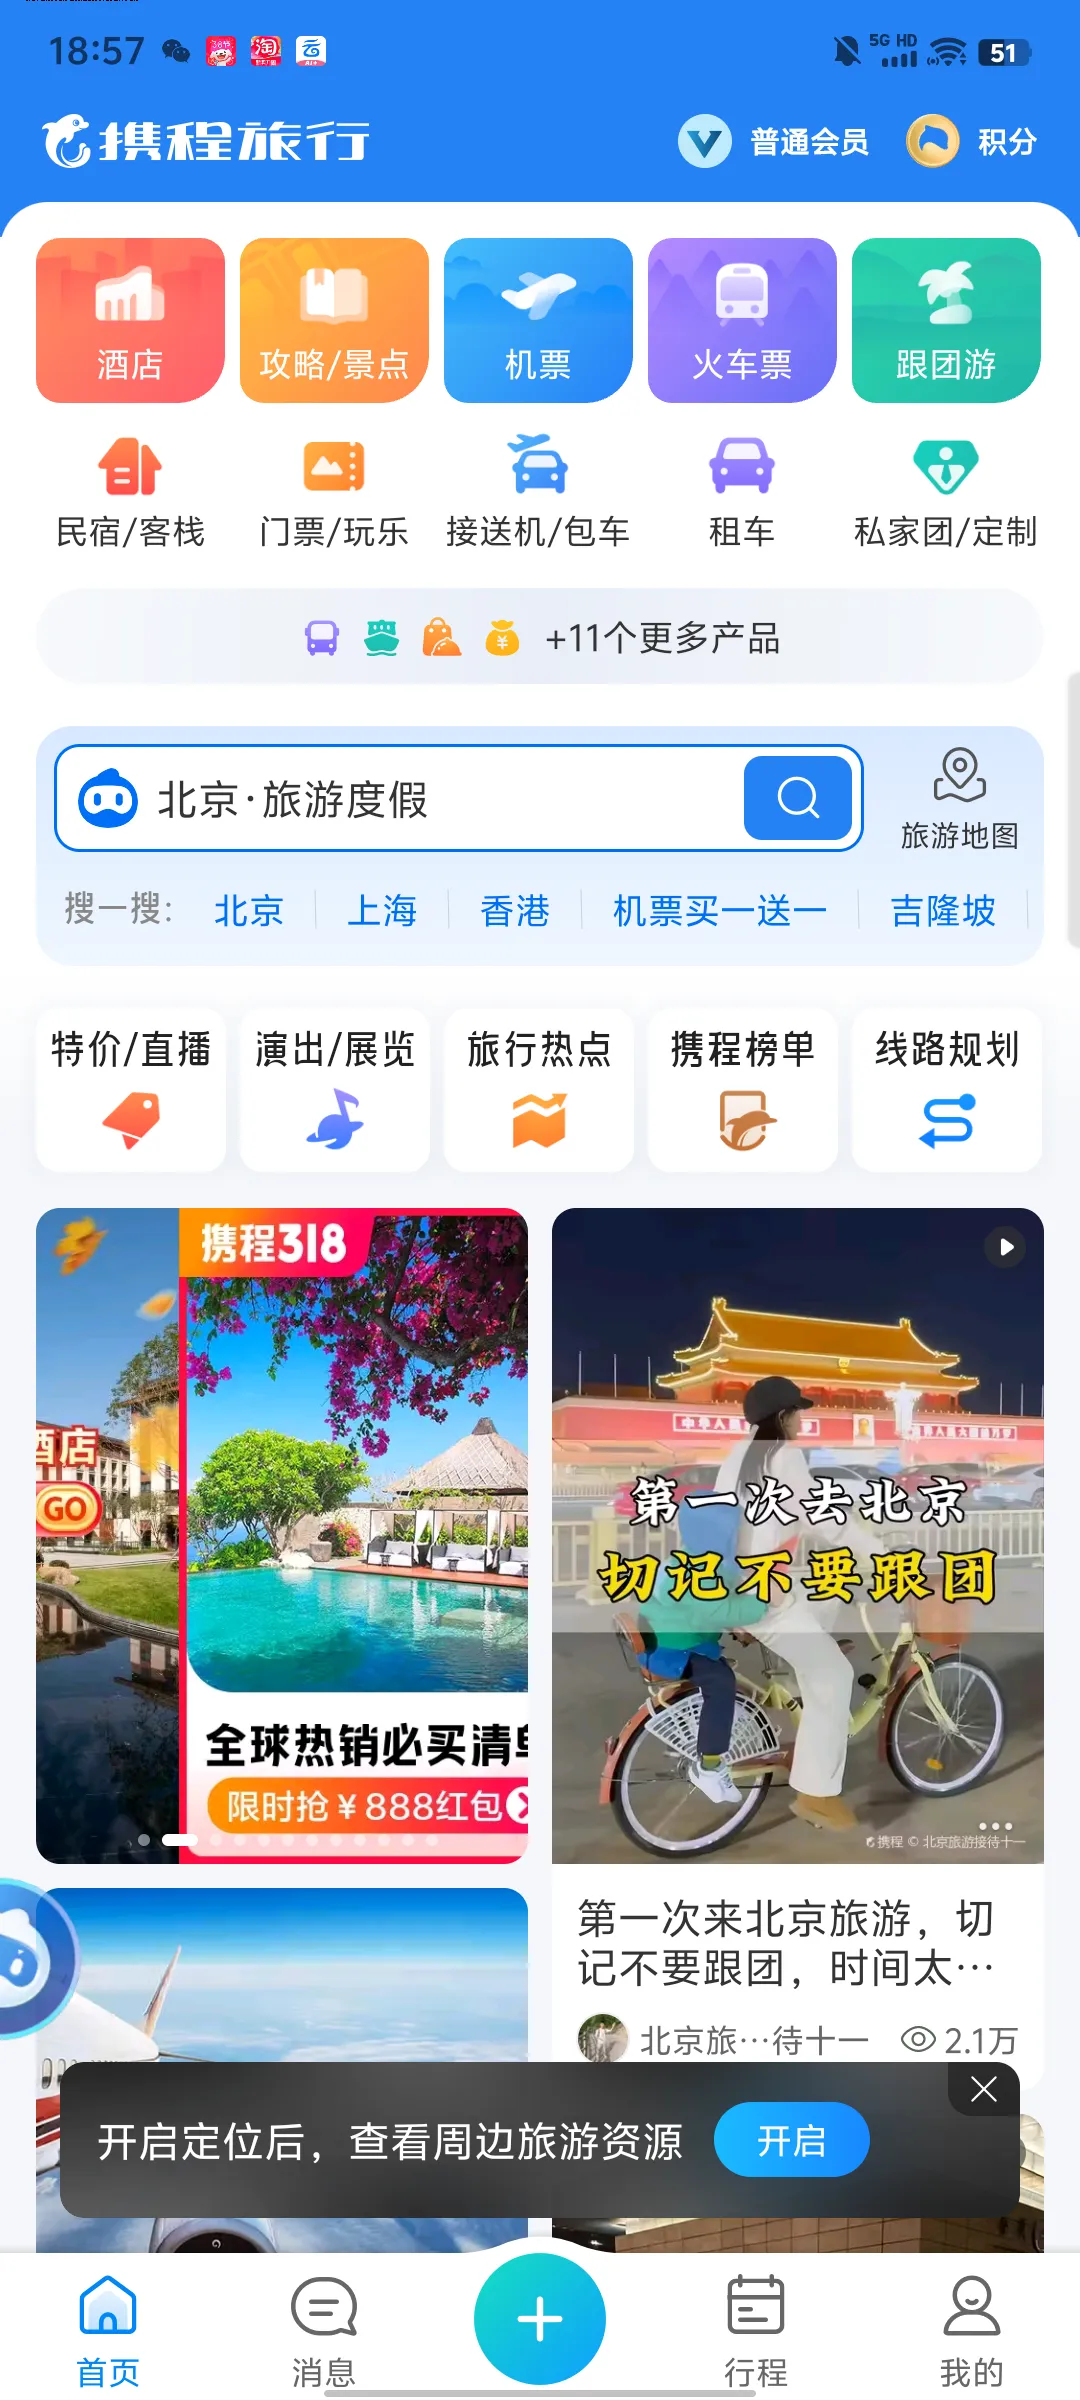 18:57
5G HD
51
携程旅行
普通会员
积分
酒店
攻略/景点
机票
火车票
跟团游
民宿/客栈
门票/玩乐
接送机/包车
租车
私家团/定制
+11个更多产品
北京·旅游度假
旅游地图
搜一搜:
北京
上海
香港
机票买一送一
吉隆坡
特价/直播
演出/展览
旅行热点
携程榜单
线路规划
携程318
酒店
GO
全球热销必买清单
限时抢¥888红包
第一次去北京
切记不要跟团
携程 © 北京旅游接待十一
第一次来北京旅游，切
记不要跟团，时间太…
北京旅…待十一
2.1万
开启定位后，查看周边旅游资源
开启
首页
消息
行程
我的